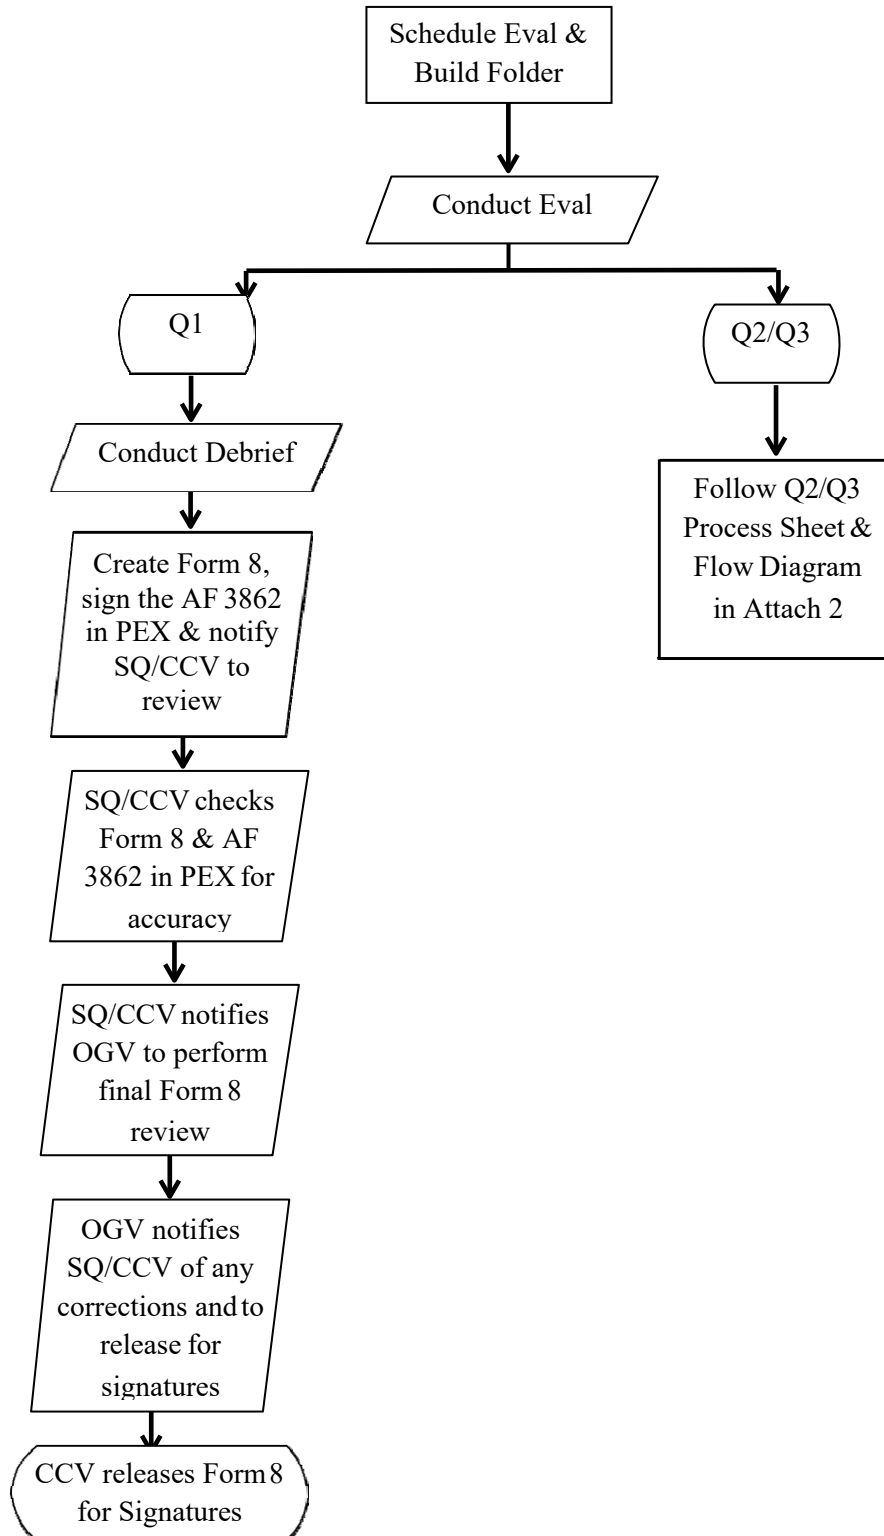 Schedule Eval &
Build Folder
Conduct Eval
Q1
Q2/Q3
Conduct Debrief
Follow Q2/Q3
Process Sheet &
Flow Diagram
in Attach 2
Create Form 8,
sign the AF 3862
in PEX & notify
SQ/CCV to
review
SQ/CCV checks
Form 8 & AF
3862 in PEX for
accuracy
SQ/CCV notifies
OGV to perform
final Form 8
review
OGV notifies
SQ/CCV of any
corrections and to
release for
signatures
CCV releases Form 8
for Signatures